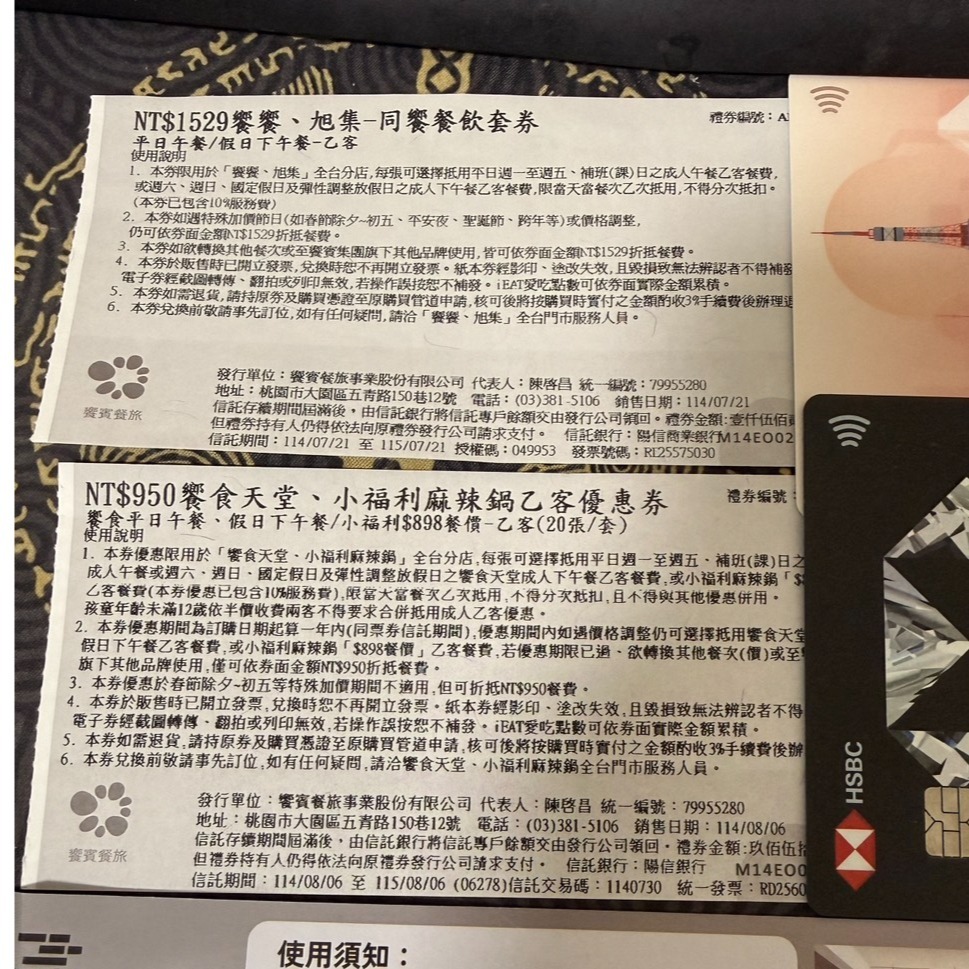 NT$1529饗饗、旭集-同饗餐飲套券
禮券編號：A
平日午餐/假日下午餐-乙客
使用說明
1. 本券限用於「饗饗、旭集」全台分店,每張可選擇抵用平日週一至週五、補班(課)日之成人午餐乙客餐費,
或週六、週日、國定假日及彈性調整放假日之成人下午餐乙客餐費,限當天當餐次乙次抵用,不得分次抵扣。
(本券已包含10%服務費)
2. 本券如遇特殊加價節日(如春節除夕~初五、平安夜、聖誕節、跨年等)或價格調整,
仍可依券面金額NT$1529折抵餐費。
3. 本券如欲轉換其他餐次或至饗賓集團旗下其他品牌使用,皆可依券面金額NT$1529折抵餐費。
4. 本券於販售時已開立發票,兌換時恕不再開立發票。紙本券經影印、塗改失效,且毀損致無法辨認者不得補發
電子券經截圖轉傳、翻拍或列印無效,若操作誤按恕不補發。iEAT愛吃點數可依券面實際金額累積。
5. 本券如需退貨,請持原券及購買憑證至原購買管道申請,核可後將按購買時實付之金額酌收3%手續費後辦理退
6. 本券兌換前敬請事先訂位,如有任何疑問,請洽「饗饗、旭集」全台門市服務人員。
饗賓餐旅
發行單位：饗賓餐旅事業股份有限公司 代表人：陳啓昌 統一編號：79955280
地址：桃園市大園區五青路150巷12號 電話：(03)381-5106 銷售日期：114/07/21
信託存續期間屆滿後，由信託銀行將信託專戶餘額交由發行公司領回。禮券金額:壹仟伍佰
但禮券持有人仍得依法向原禮券發行公司請求支付。 信託銀行：陽信商業銀行M14EO02
信託期間：114/07/21 至 115/07/21 授權碼：049953 發票號碼：RE25575030
NT$950饗食天堂、小福利麻辣鍋乙客優惠券
禮券編號：
饗食平日午餐、假日下午餐/小福利$898餐價-乙客(20張/套)
使用說明
1. 本券優惠限用於「饗食天堂、小福利麻辣鍋」全台分店,每張可選擇抵用平日週一至週五、補班(課)日之
成人午餐或週六、週日、國定假日及彈性調整放假日之饗食天堂成人下午餐乙客餐費,或小福利麻辣鍋「$
乙客餐費(本券優惠已包含10%服務費),限當天當餐次乙次抵用,不得分次抵扣,且不得與其他優惠併用。
孩童年齡未滿12歲依半價收費兩客不得要求合併抵用成人乙客優惠。
2. 本券優惠期間為訂購日期起算一年內(同票券信託期間),優惠期間內如遇價格調整仍可選擇抵用饗食天堂
假日下午餐乙客餐費,或小福利麻辣鍋「$898餐價」乙客餐費,若優惠期限已過、欲轉換其他餐次(價)或至
旗下其他品牌使用,僅可依券面金額NT$950折抵餐費。
3. 本券優惠於春節除夕~初五等特殊加價期間不適用,但可折抵NT$950餐費。
4. 本券於販售時已開立發票,兌換時恕不再開立發票。紙本券經影印、塗改失效,且毀損致無法辨認者不得
電子券經截圖轉傳、翻拍或列印無效,若操作誤按恕不補發。iEAT愛吃點數可依券面實際金額累積。
5. 本券如需退貨,請持原券及購買憑證至原購買管道申請,核可後將按購買時實付之金額酌收3%手續費後辦
6. 本券兌換前敬請事先訂位,如有任何疑問,請洽饗食天堂、小福利麻辣鍋全台門市服務人員。
饗賓餐旅
發行單位：饗賓餐旅事業股份有限公司 代表人：陳啓昌 統一編號：79955280
地址：桃園市大園區五青路150巷12號 電話：(03)381-5106 銷售日期：114/08/06
信託存續期間屆滿後，由信託銀行將信託專戶餘額交由發行公司領回。禮券金額:玖佰伍拾
但禮券持有人仍得依法向原禮券發行公司請求支付。 信託銀行：陽信銀行 M14EO0
信託期間：114/08/06 至 115/08/06 (06278)信託交易碼：1140730 統一發票：RD2560
HSBC
使用須知：